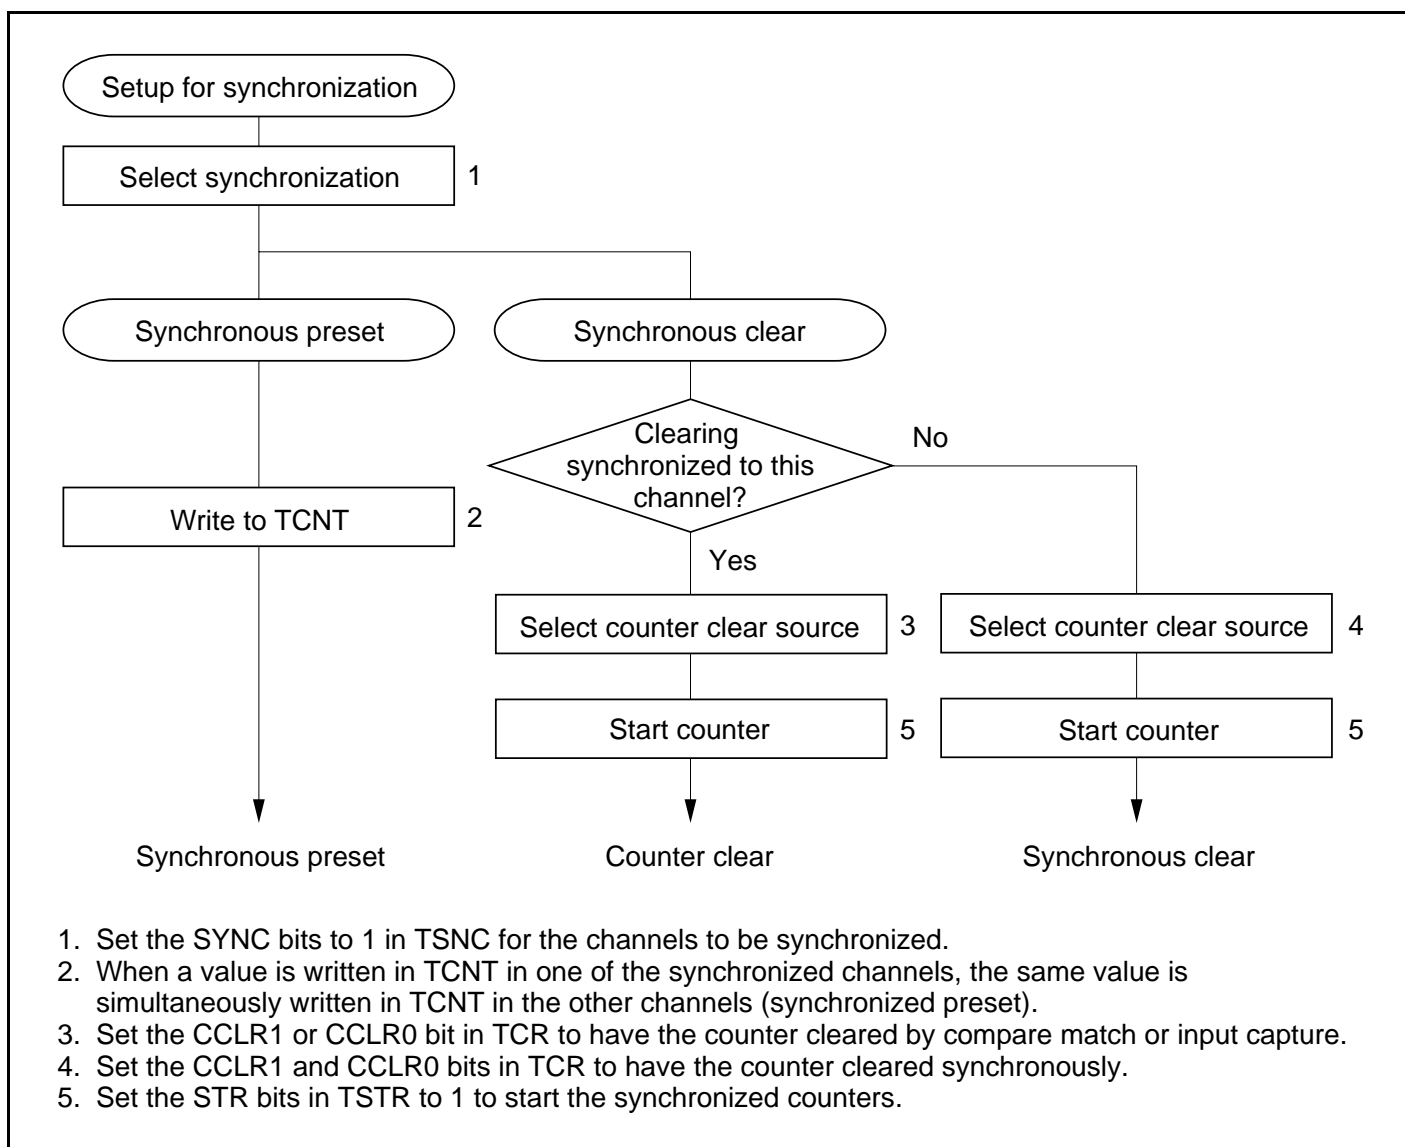 Setup for synchronization
Select synchronization 1
Synchronous preset
Synchronous clear
Clearing
synchronized to this
channel?
No
Write to TCNT 2
Yes
Select counter clear source 3
Select counter clear source 4
Start counter 5
Start counter 5
Synchronous preset
Counter clear
Synchronous clear
1. Set the SYNC bits to 1 in TSNC for the channels to be synchronized.
2. When a value is written in TCNT in one of the synchronized channels, the same value is
simultaneously written in TCNT in the other channels (synchronized preset).
3. Set the CCLR1 or CCLR0 bit in TCR to have the counter cleared by compare match or input capture.
4. Set the CCLR1 and CCLR0 bits in TCR to have the counter cleared synchronously.
5. Set the STR bits in TSTR to 1 to start the synchronized counters.